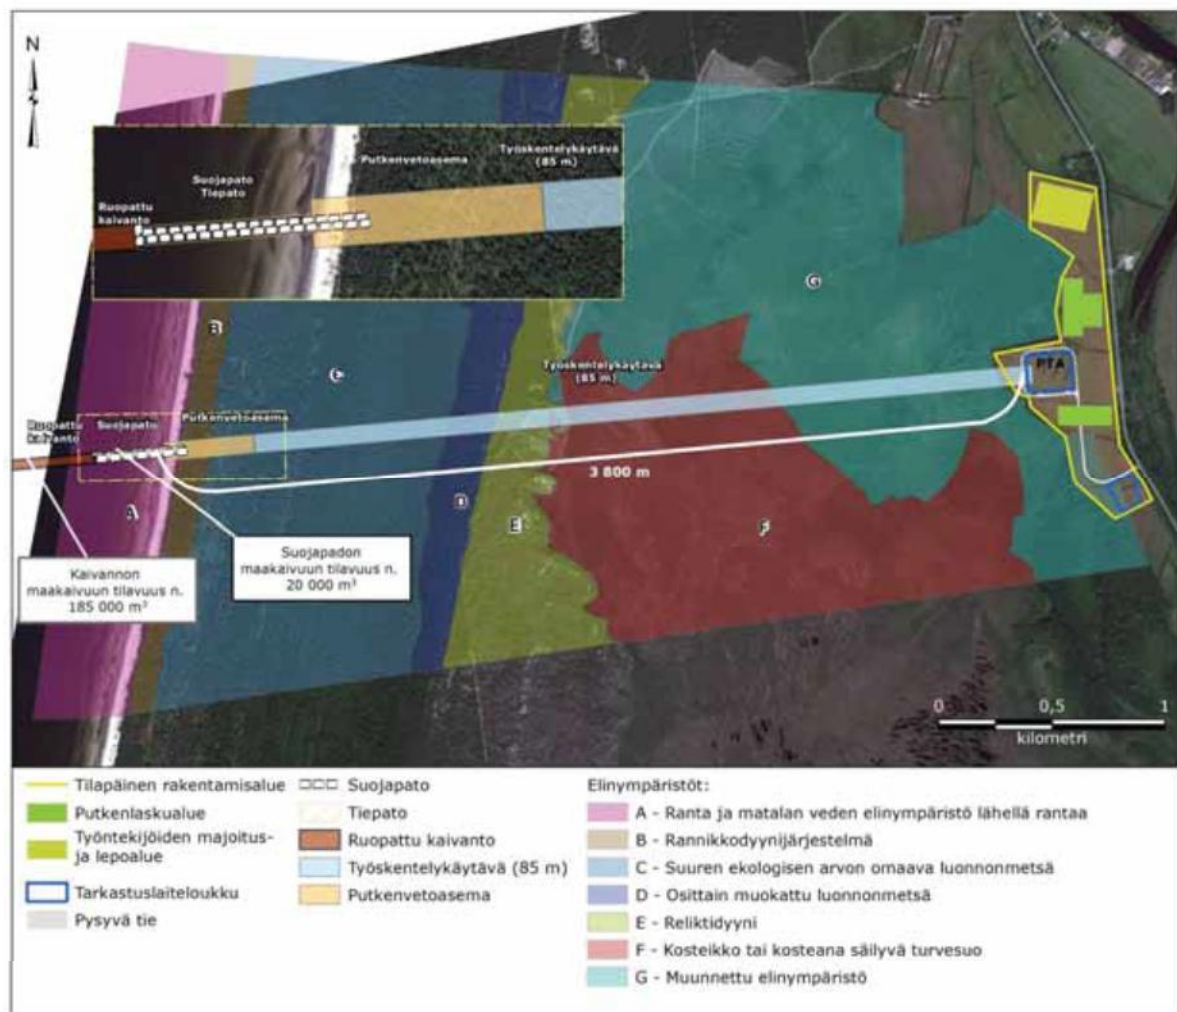 N
Putkenvetoasema
Työskentelykäytävä
(85 m)
Suojapato
Tiepato
Ruopattu
kaivanto
G
B
C
PTA
Työskentelykäytävä
(85 m)
Ruopattu
kaivanto
Suojapato
Putkenvetoasema
3 800 m
A
D
E
F
Suojapadon
maakaivuun tilavuus n.
20 000 m³
Kaivannon
maakaivuun tilavuus n.
185 000 m³
0 0,5 1
kilometri
Tilapäinen rakentamisalue
Putkenlaskualue
Työntekijöiden majoitus-
ja lepoalue
Tarkastuslaiteloukku
Pysyvä tie
Suojapato
Tiepato
Ruopattu kaivanto
Työskentelykäytävä (85 m)
Putkenvetoasema
Elinympäristöt:
A - Ranta ja matalan veden elinympäristö lähellä rantaa
B - Rannikkodyynijärjestelmä
C - Suuren ekologisen arvon omaava luonnonmetsä
D - Osittain muokattu luonnonmetsä
E - Reliktidyyni
F - Kosteikko tai kosteana säilyvä turvesuo
G - Muunnettu elinympäristö